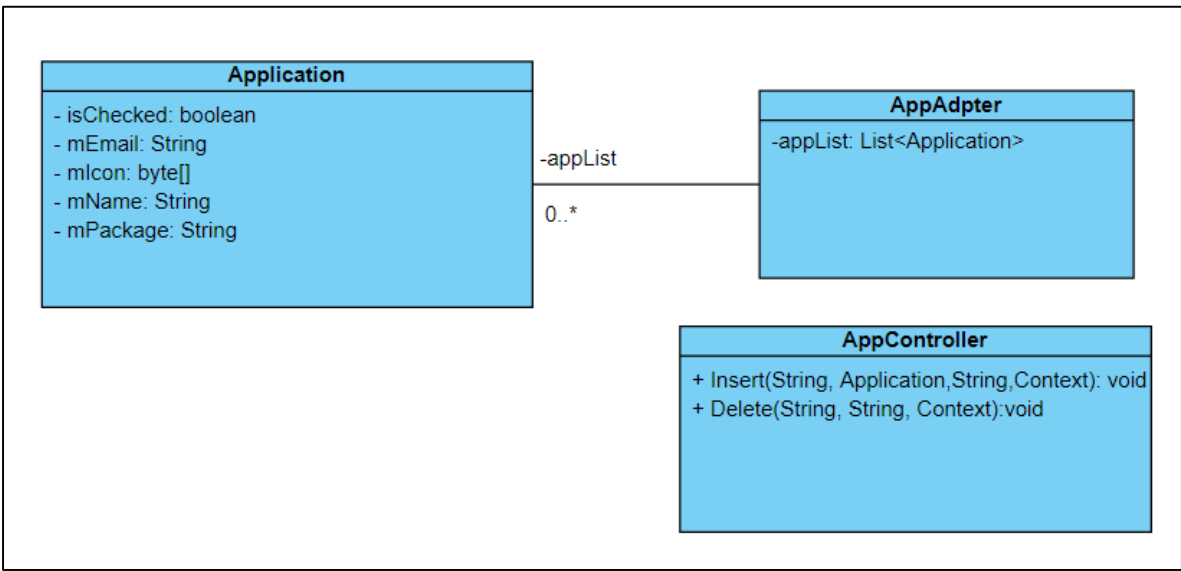 Application
- isChecked: boolean
- mEmail: String
- mIcon: byte[]
- mName: String
- mPackage: String
-appList
0..*
AppAdpter
-appList: List<Application>
AppController
+ Insert(String, Application,String,Context): void
+ Delete(String, String, Context):void